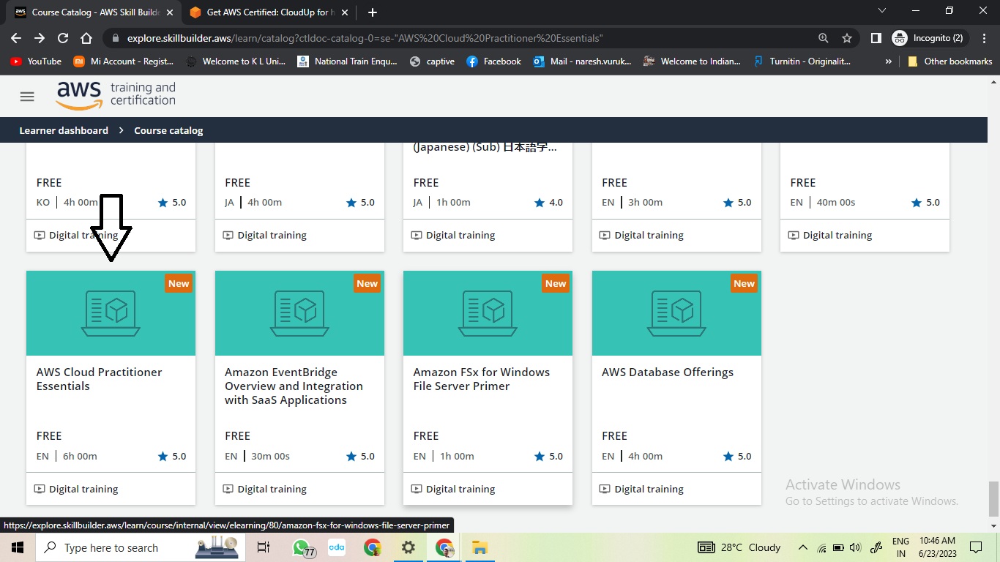 Course Catalog - AWS Skill Builde
Get AWS Certified: CloudUp for h
explore.skillbuilder.aws/learn/catalog?ctldoc-catalog-0=se-"AWS%20Cloud%20Practitioner%20Essentials"
Incognito (2)
YouTube
Mi Account - Regist...
Welcome to K L Uni...
National Train Enqu...
captive
Facebook
Mail - naresh.vuruk...
Welcome to Indian...
Turnitin - Originalit...
»
Other bookmarks
aws training and
certification
Learner dashboard > Course catalog
(Japanese) (Sub) 日本語字...
FREE
KO | 4h 00m 5.0
Digital training
FREE
JA | 4h 00m 5.0
Digital training
FREE
JA | 1h 00m 4.0
Digital training
FREE
EN | 3h 00m 5.0
Digital training
FREE
EN | 40m 00s 5.0
Digital training
New
AWS Cloud Practitioner
Essentials
FREE
EN | 6h 00m 5.0
Digital training
New
Amazon EventBridge
Overview and Integration
with SaaS Applications
FREE
EN | 30m 00s 5.0
Digital training
New
Amazon FSx for Windows
File Server Primer
FREE
EN | 1h 00m 5.0
Digital training
New
AWS Database Offerings
FREE
EN | 4h 00m 5.0
Digital training
Activate Windows
Go to Settings to activate Windows.
https://explore.skillbuilder.aws/learn/course/internal/view/elearning/80/amazon-fsx-for-windows-file-server-primer
Type here to search
77
cda
28°C Cloudy
ENG
IN
10:46 AM
6/23/2023